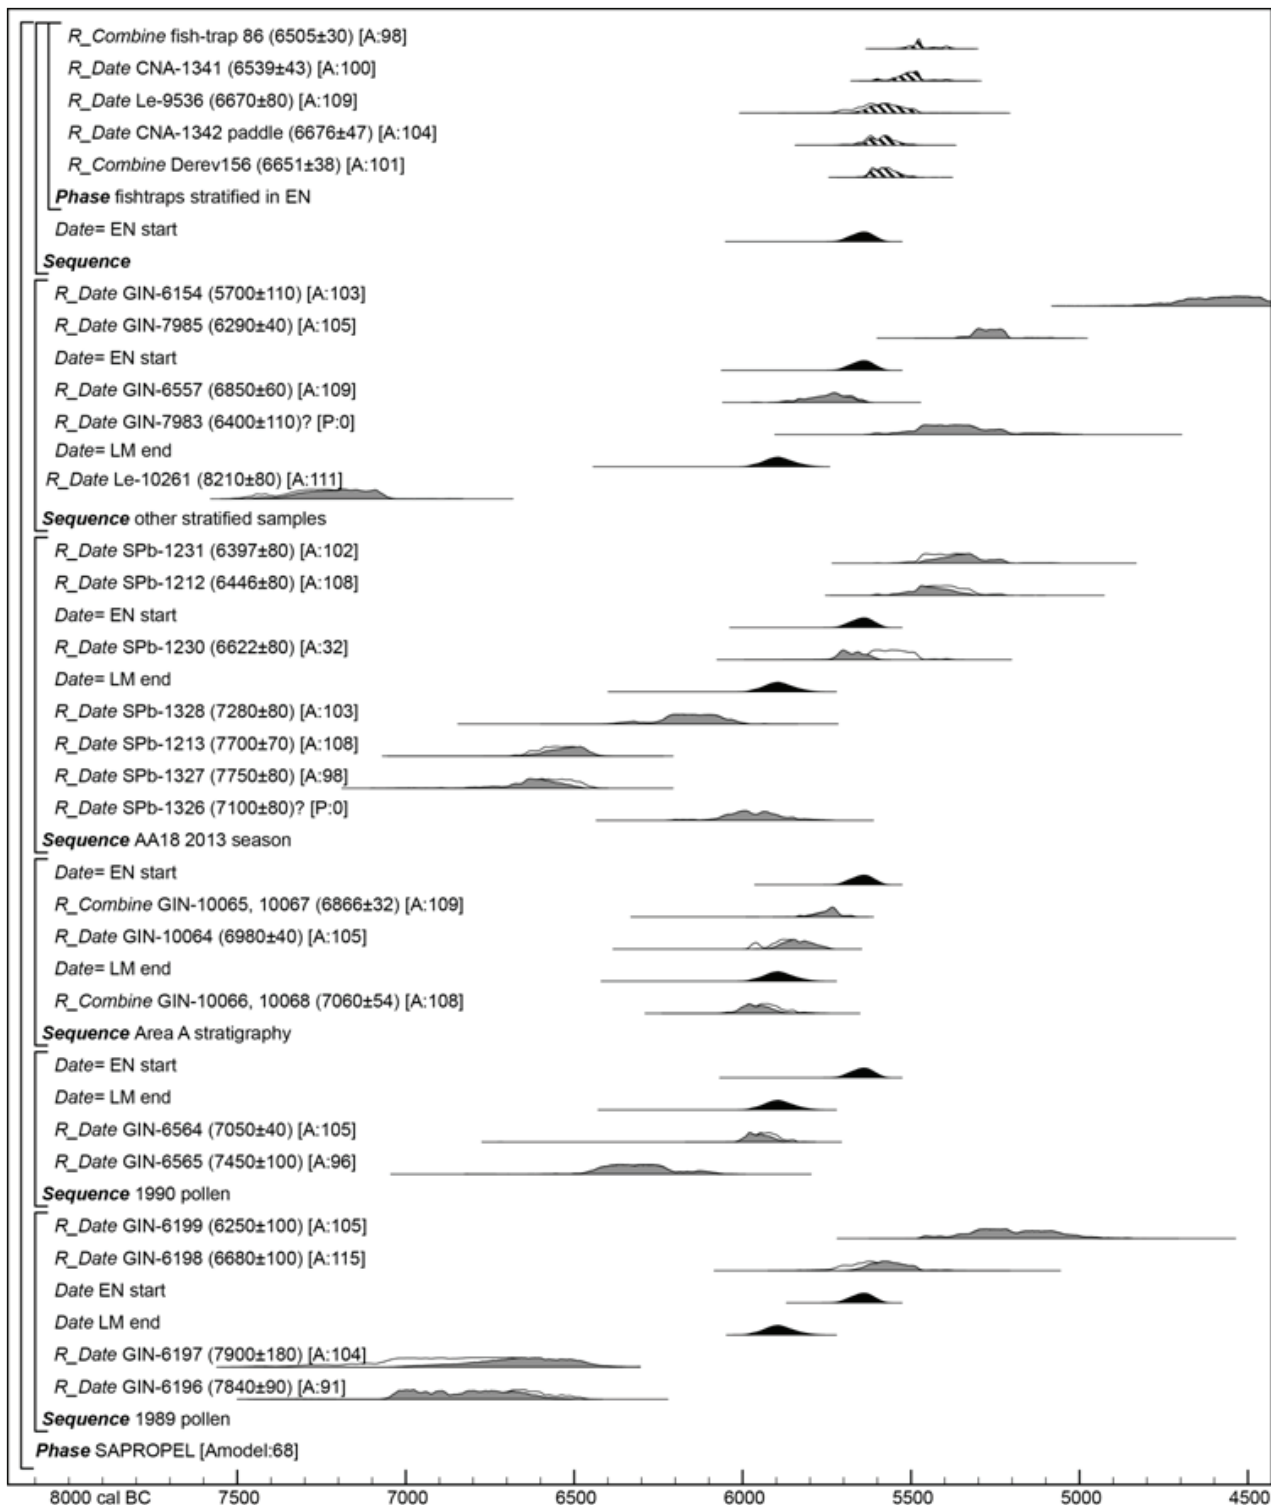 R_Combine fish-trap 86 (6505±30) [A:98]
R_Date CNA-1341 (6539±43) [A:100]
R_Date Le-9536 (6670±80) [A:109]
R_Date CNA-1342 paddle (6676±47) [A:104]
R_Combine Derev156 (6651±38) [A:101]
Phase fishtraps stratified in EN
Date= EN start
Sequence
R_Date GIN-6154 (5700±110) [A:103]
R_Date GIN-7985 (6290±40) [A:105]
Date= EN start
R_Date GIN-6557 (6850±60) [A:109]
R_Date GIN-7983 (6400±110)? [P:0]
Date= LM end
R_Date Le-10261 (8210±80) [A:111]
Sequence other stratified samples
R_Date SPb-1231 (6397±80) [A:102]
R_Date SPb-1212 (6446±80) [A:108]
Date= EN start
R_Date SPb-1230 (6622±80) [A:32]
Date= LM end
R_Date SPb-1328 (7280±80) [A:103]
R_Date SPb-1213 (7700±70) [A:108]
R_Date SPb-1327 (7750±80) [A:98]
R_Date SPb-1326 (7100±80)? [P:0]
Sequence AA18 2013 season
Date= EN start
R_Combine GIN-10065, 10067 (6866±32) [A:109]
R_Date GIN-10064 (6980±40) [A:105]
Date= LM end
R_Combine GIN-10066, 10068 (7060±54) [A:108]
Sequence Area A stratigraphy
Date= EN start
Date= LM end
R_Date GIN-6564 (7050±40) [A:105]
R_Date GIN-6565 (7450±100) [A:96]
Sequence 1990 pollen
R_Date GIN-6199 (6250±100) [A:105]
R_Date GIN-6198 (6680±100) [A:115]
Date EN start
Date LM end
R_Date GIN-6197 (7900±180) [A:104]
R_Date GIN-6196 (7840±90) [A:91]
Sequence 1989 pollen
Phase SAPROPEL [Amodel:68]
8000 cal BC 7500 7000 6500 6000 5500 5000 4500